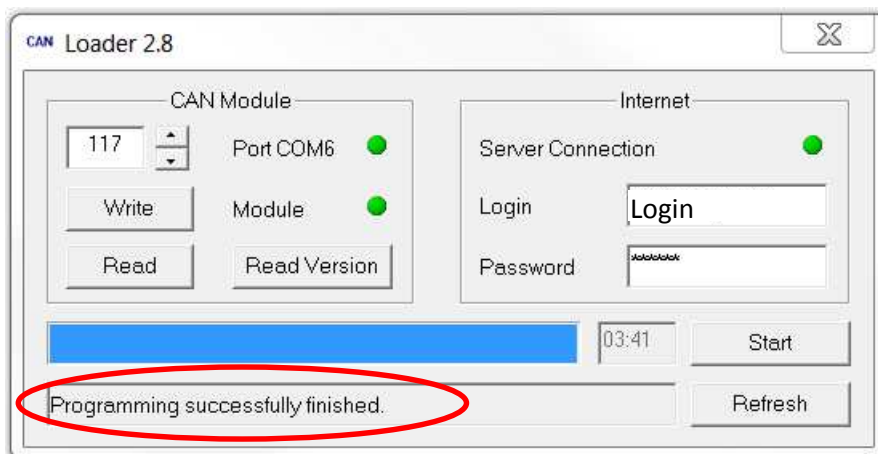 CAN Loader 2.8
CAN Module
117
Port COM6
Write
Module
Read
Read Version
Internet
Server Connection
Login
Login
Password
*******
03:41
Start
Programming successfully finished.
Refresh